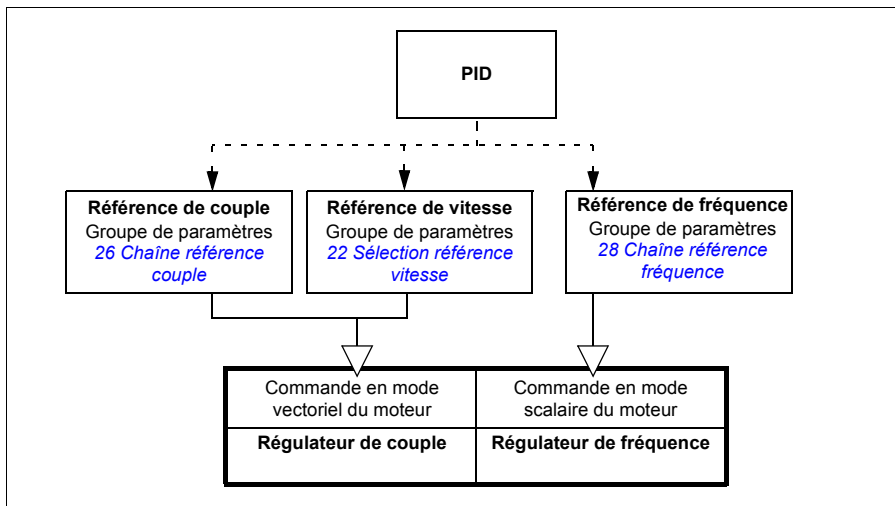 PID
Référence de couple
Groupe de paramètres
26 Chaîne référence
couple
Référence de vitesse
Groupe de paramètres
22 Sélection référence
vitesse
Référence de fréquence
Groupe de paramètres
28 Chaîne référence
fréquence
Commande en mode
vectoriel du moteur
Commande en mode
scalaire du moteur
Régulateur de couple
Régulateur de fréquence